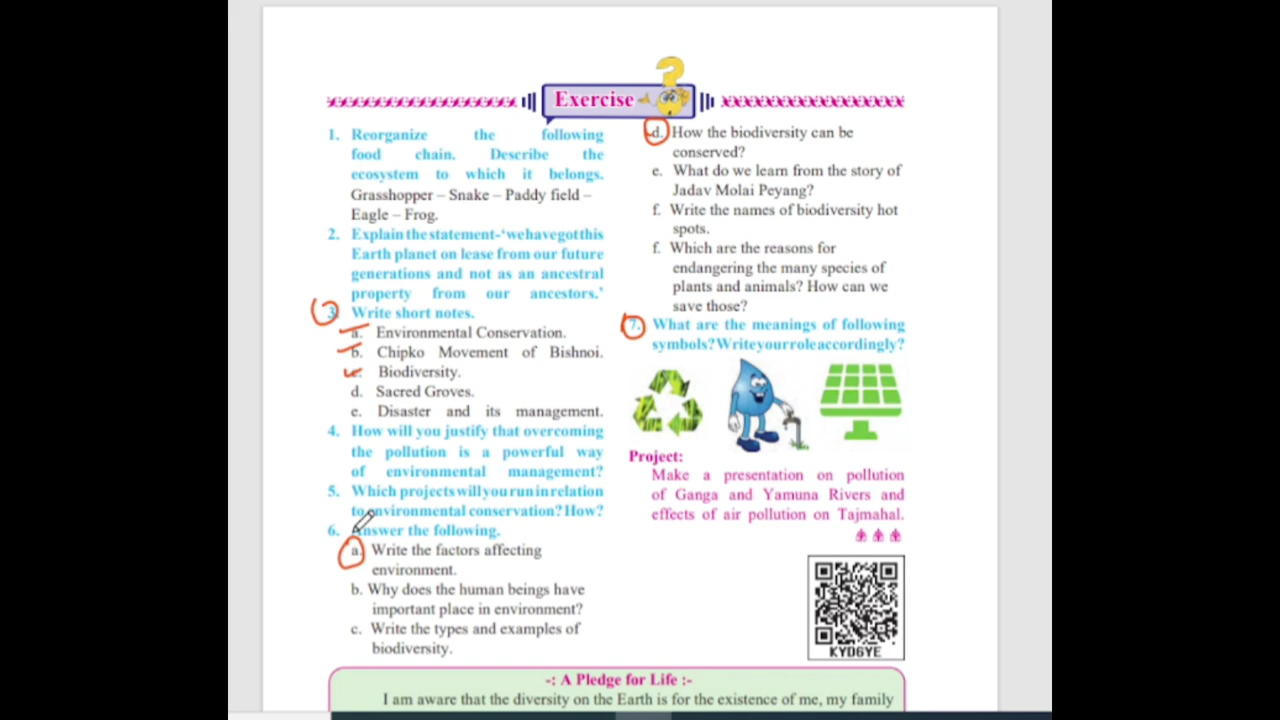 Exercise
1. Reorganize the following
food chain. Describe the
ecosystem to which it belongs.
Grasshopper – Snake – Paddy field –
Eagle – Frog.
2. Explain the statement-‘we have got this
Earth planet on lease from our future
generations and not as an ancestral
property from our ancestors.’
3. Write short notes.
a. Environmental Conservation.
b. Chipko Movement of Bishnoi.
c. Biodiversity.
d. Sacred Groves.
e. Disaster and its management.
4. How will you justify that overcoming
the pollution is a powerful way
of environmental management?
5. Which projects will you run in relation
to environmental conservation? How?
6. Answer the following.
a. Write the factors affecting
environment.
b. Why does the human beings have
important place in environment?
c. Write the types and examples of
biodiversity.
d. How the biodiversity can be
conserved?
e. What do we learn from the story of
Jadav Molai Peyang?
f. Write the names of biodiversity hot
spots.
f. Which are the reasons for
endangering the many species of
plants and animals? How can we
save those?
7. What are the meanings of following
symbols? Write your role accordingly?
Project:
Make a presentation on pollution
of Ganga and Yamuna Rivers and
effects of air pollution on Tajmahal.
KYD6YE
-: A Pledge for Life :-
I am aware that the diversity on the Earth is for the existence of me, my family